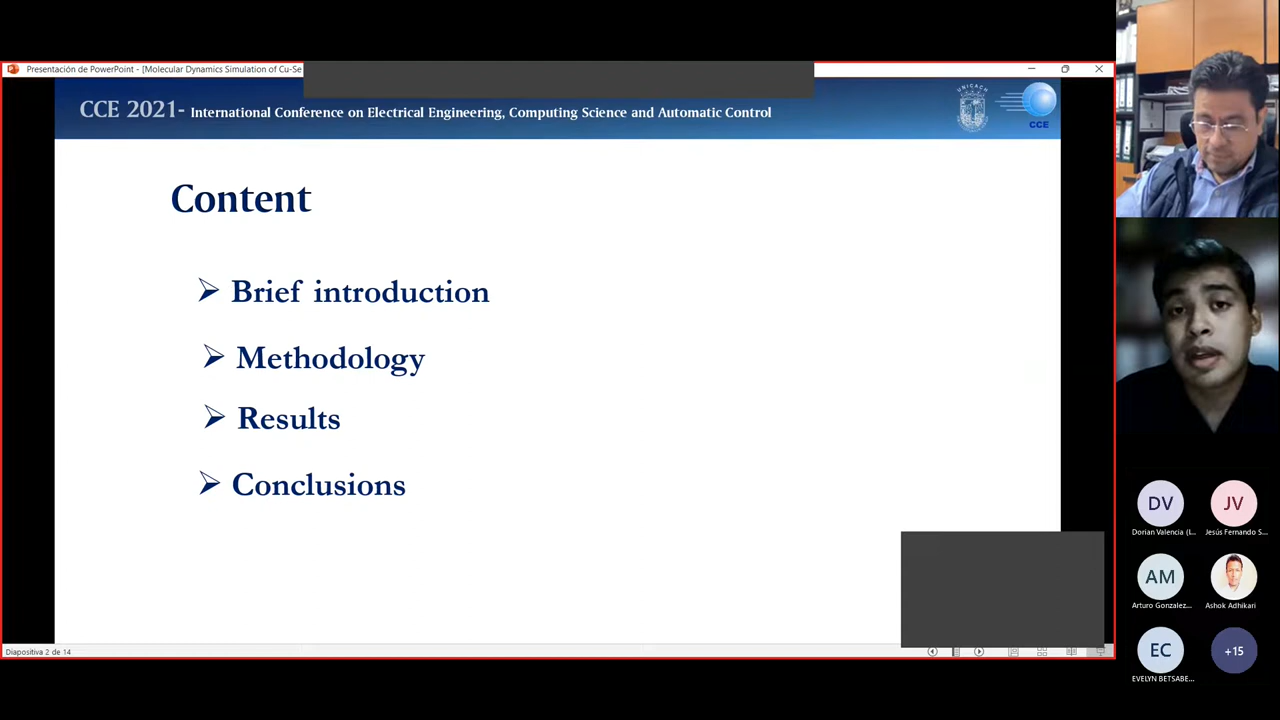 Presentación de PowerPoint - [Molecular Dynamics Simulation of Cu-Se
CCE 2021- International Conference on Electrical Engineering, Computing Science and Automatic Control
UNICACH
CCE
Content
Brief introduction
Methodology
Results
Conclusions
Diapositiva 2 de 14
DV
JV
Dorian Valencia (L...
Jesús Fernando S...
AM
Arturo Gonzalez...
Ashok Adhikari
EC
+15
EVELYN BETSABE...